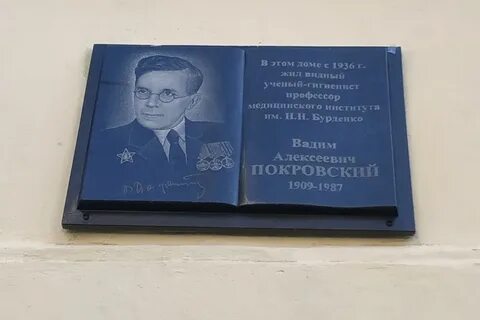 В этом доме с 1936 г.
жил видный
ученый-гигиенист
профессор
медицинского института
им. Н.Н. Бурденко
Вадим
Алексеевич
ПОКРОВСКИЙ
1909-1987